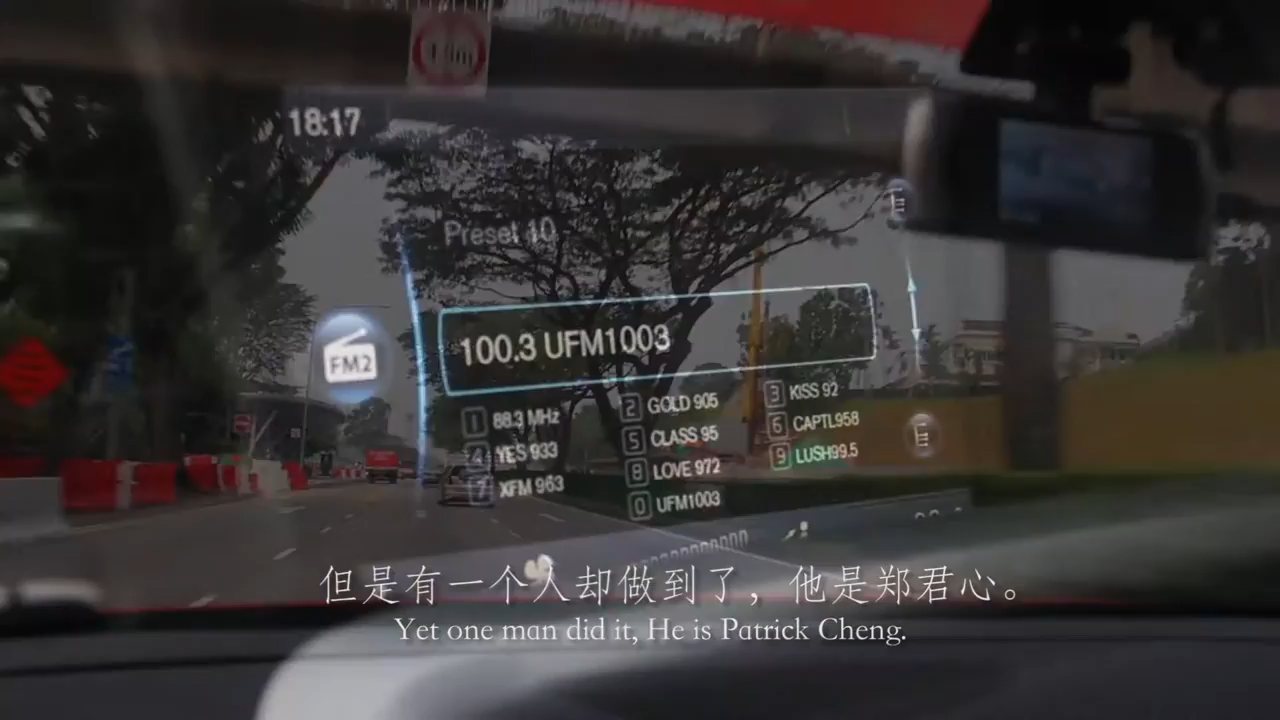 18:17
Preset 10
100.3 UFM1003
FM2
1 88.3 MHz
2 GOLD 905
3 KISS 92
4 YES 933
5 CLASS 95
6 CAPTL958
7 XFM 963
8 LOVE 972
9 LUSH99.5
0 UFM1003
但是有一个人却做到了，他是郑君心。
Yet one man did it, He is Patrick Cheng.